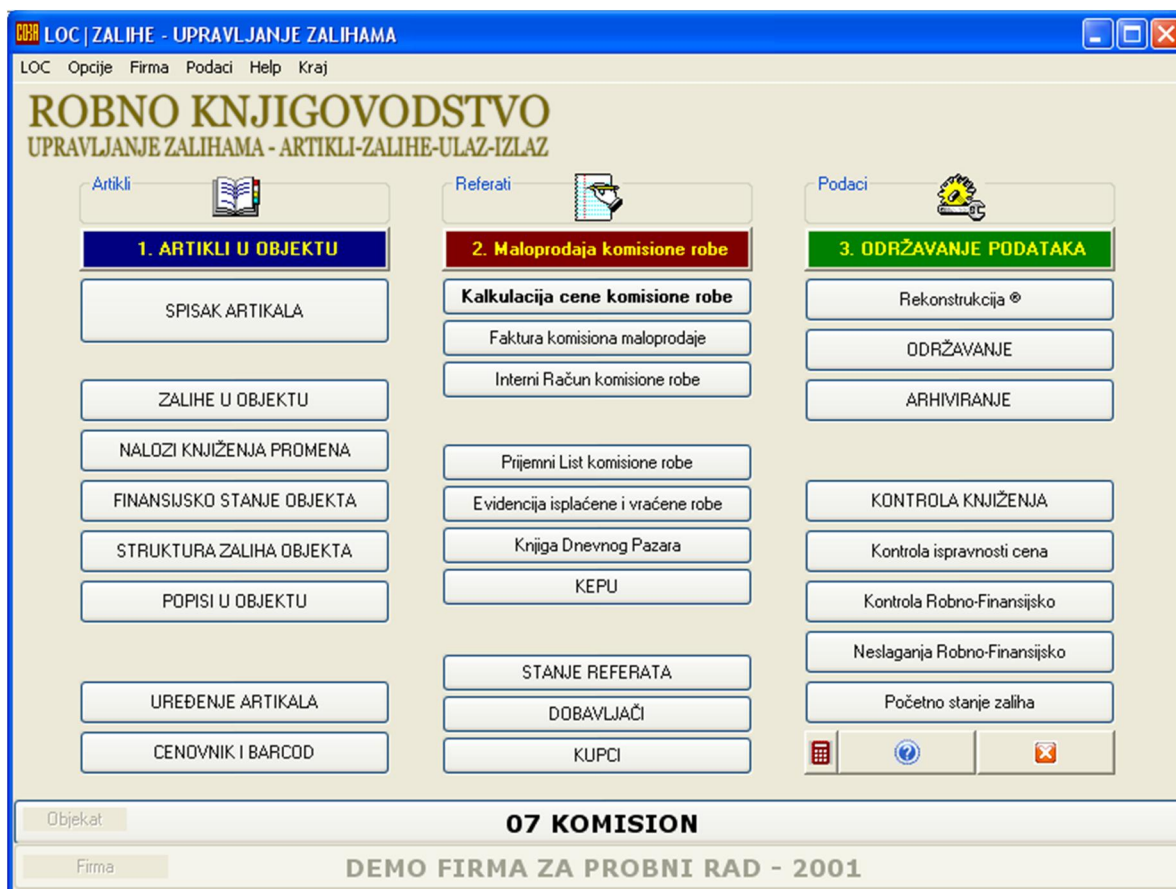 LOC | ZALIHE - UPRAVLJANJE ZALIHAMA
LOC Opcije Firma Podaci Help Kraj
ROBNO KNJIGOVODSTVO
UPRAVLJANJE ZALIHAMA - ARTIKLI-ZALIHE-ULAZ-IZLAZ
Artikli
1. ARTIKLI U OBJEKTU
SPISAK ARTIKALA
ZALIHE U OBJEKTU
NALOZI KNJIŽENJA PROMENA
FINANSIJSKO STANJE OBJEKTA
STRUKTURA ZALIHA OBJEKTA
POPISI U OBJEKTU
UREĐENJE ARTIKALA
CENOVNIK I BARCOD
Referati
2. Maloprodaja komisione robe
Kalkulacija cene komisione robe
Faktura komisiona maloprodaje
Interni Račun komisione robe
Prijemni List komisione robe
Evidencija isplaćene i vraćene robe
Knjiga Dnevnog Pazara
KEPU
STANJE REFERATA
DOBAVLJAČI
KUPCI
Podaci
3. ODRŽAVANJE PODATAKA
Rekonstrukcija ®
ODRŽAVANJE
ARHIVIRANJE
KONTROLA KNJIŽENJA
Kontrola ispravnosti cena
Kontrola Robno-Finansijsko
Neslaganja Robno-Finansijsko
Početno stanje zaliha
Objekat
07 KOMISION
Firma
DEMO FIRMA ZA PROBNI RAD - 2001